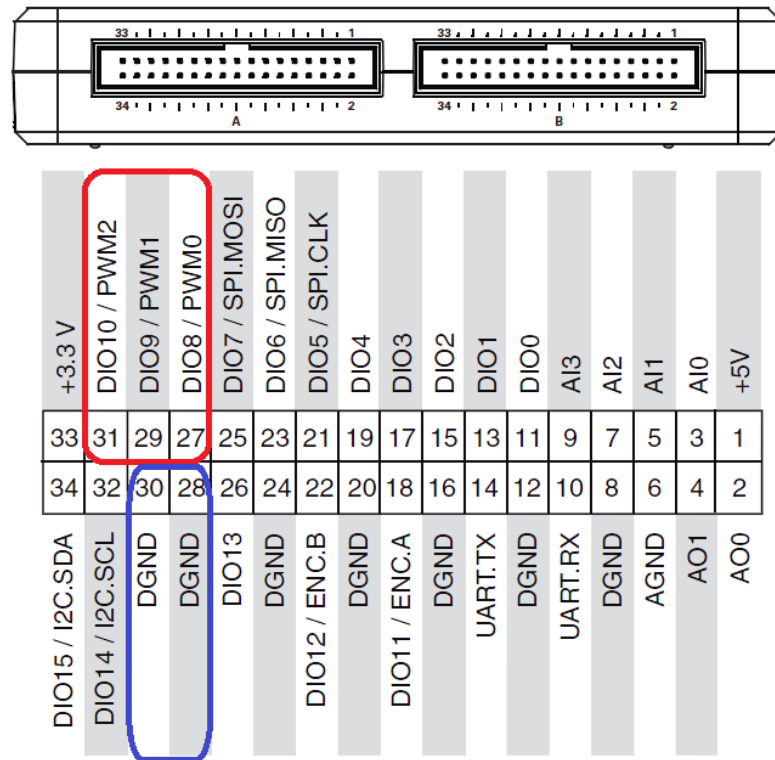 33 1 33 1
34 2 34 2
A B
+3.3 V
DIO10 / PWM2
DIO9 / PWM1
DIO8 / PWM0
DIO7 / SPI.MOSI
DIO6 / SPI.MISO
DIO5 / SPI.CLK
DIO4
DIO3
DIO2
DIO1
DIO0
AI3
AI2
AI1
AI0
+5V
33 31 29 27 25 23 21 19 17 15 13 11 9 7 5 3 1
34 32 30 28 26 24 22 20 18 16 14 12 10 8 6 4 2
DIO15 / I2C.SDA
DIO14 / I2C.SCL
DGND
DGND
DIO13
DGND
DIO12 / ENC.B
DGND
DIO11 / ENC.A
DGND
UART.TX
DGND
UART.RX
DGND
AGND
AO1
AO0